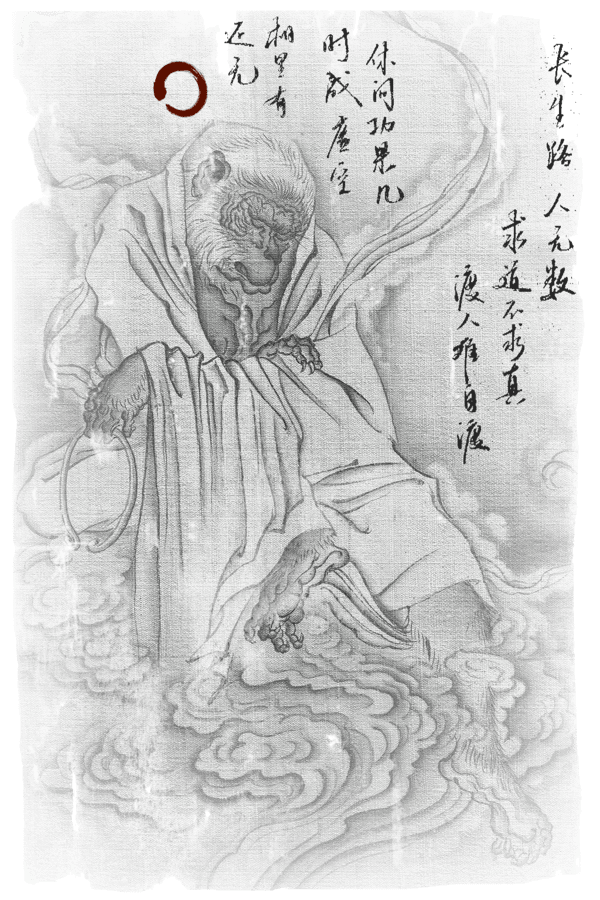 长生路
人无数
求道不求真
渡人难自渡
休问功果几
时成虚空
相里有
还无